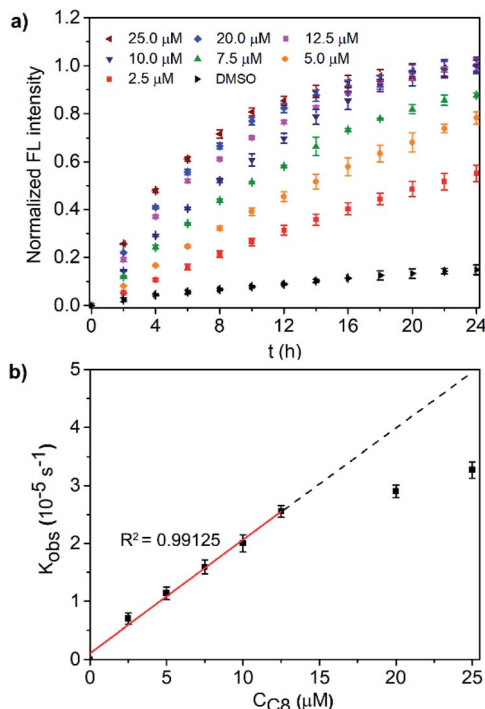 a)
25.0 μM 20.0 μM 12.5 μM
10.0 μM 7.5 μM 5.0 μM
2.5 μM DMSO
Normalized FL intensity
1.0
0.8
0.6
0.4
0.2
0.0
0 4 8 12 16 20 24
t (h)
b)
K_obs (10⁻⁵ s⁻¹)
5
4
3
2
1
0
R² = 0.99125
0 5 10 15 20 25
C_C8 (μM)